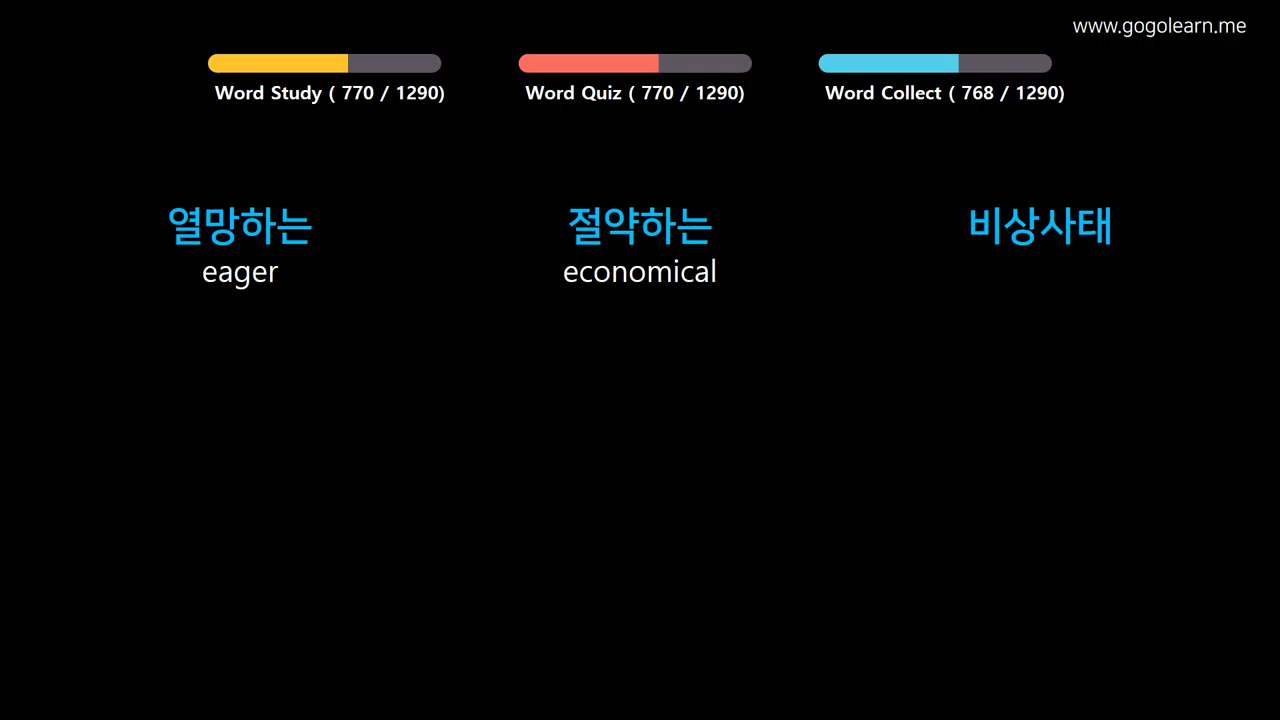 www.gogolearn.me
Word Study ( 770 / 1290)
Word Quiz ( 770 / 1290)
Word Collect ( 768 / 1290)
열망하는
절약하는
비상사태
eager
economical